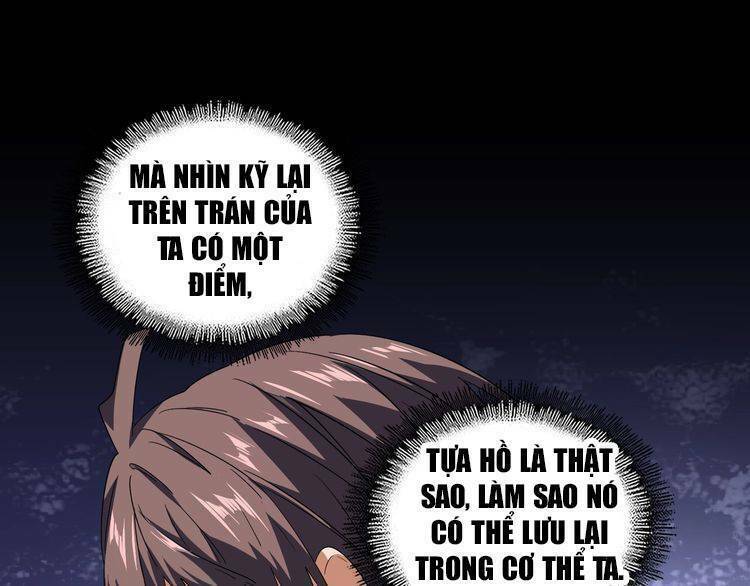 MÀ NHÌN KỸ LẠI
TRÊN TRÁN CỦA
TA CÓ MỘT
ĐIỂM,
TỰA HỒ LÀ THẬT
SAO, LÀM SAO NÓ
CÓ THỂ LƯU LẠI
TRONG CƠ THỂ TA.